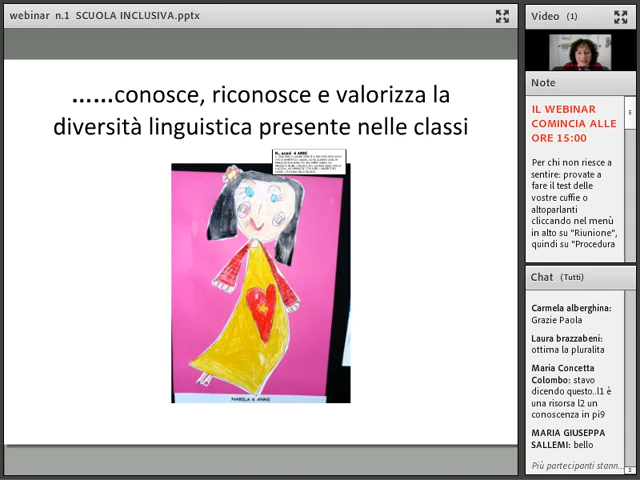 webinar n.1 SCUOLA INCLUSIVA.pptx
......conosce, riconosce e valorizza la
diversità linguistica presente nelle classi
NABILA 6 ANNI
Video (1)
Note
IL WEBINAR
COMINCIA ALLE
ORE 15:00
Per chi non riesce a
sentire: provate a
fare il test delle
vostre cuffie o
altoparlanti
cliccando nel menù
in alto su "Riunione",
quindi su "Procedura
Chat (Tutti)
Carmela alberghina:
Grazie Paola
Laura brazzabeni:
ottima la pluralita
Maria Concetta
Colombo: stavo
dicendo questo..l1 è
una risorsa l2 un
conoscenza in pi9
MARIA GIUSEPPA
SALLEMI: bello
Più partecipanti stann...